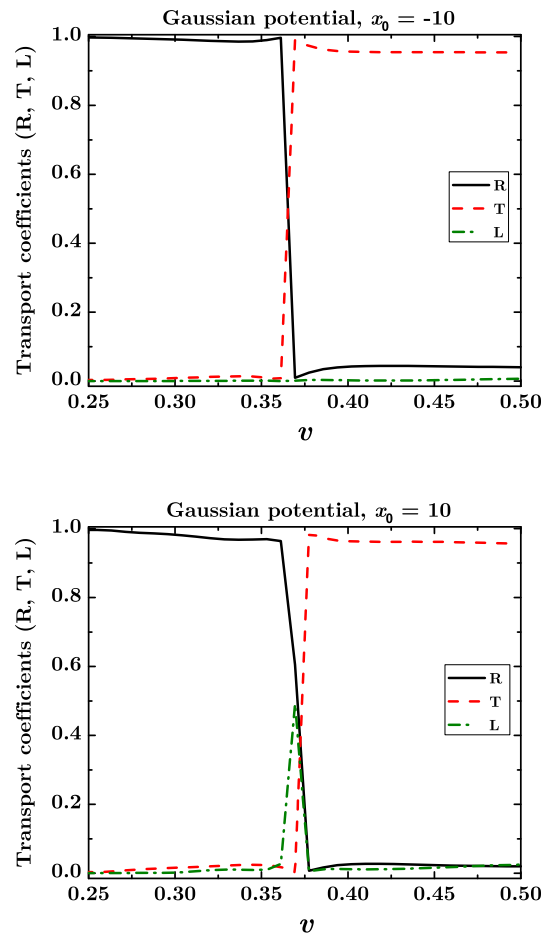 Gaussian potential, x₀ = -10
Transport coefficients (R, T, L)
1.0
0.8
0.6
0.4
0.2
0.0
R
T
L
0.25 0.30 0.35 0.40 0.45 0.50
v
Gaussian potential, x₀ = 10
Transport coefficients (R, T, L)
1.0
0.8
0.6
0.4
0.2
0.0
R
T
L
0.25 0.30 0.35 0.40 0.45 0.50
v